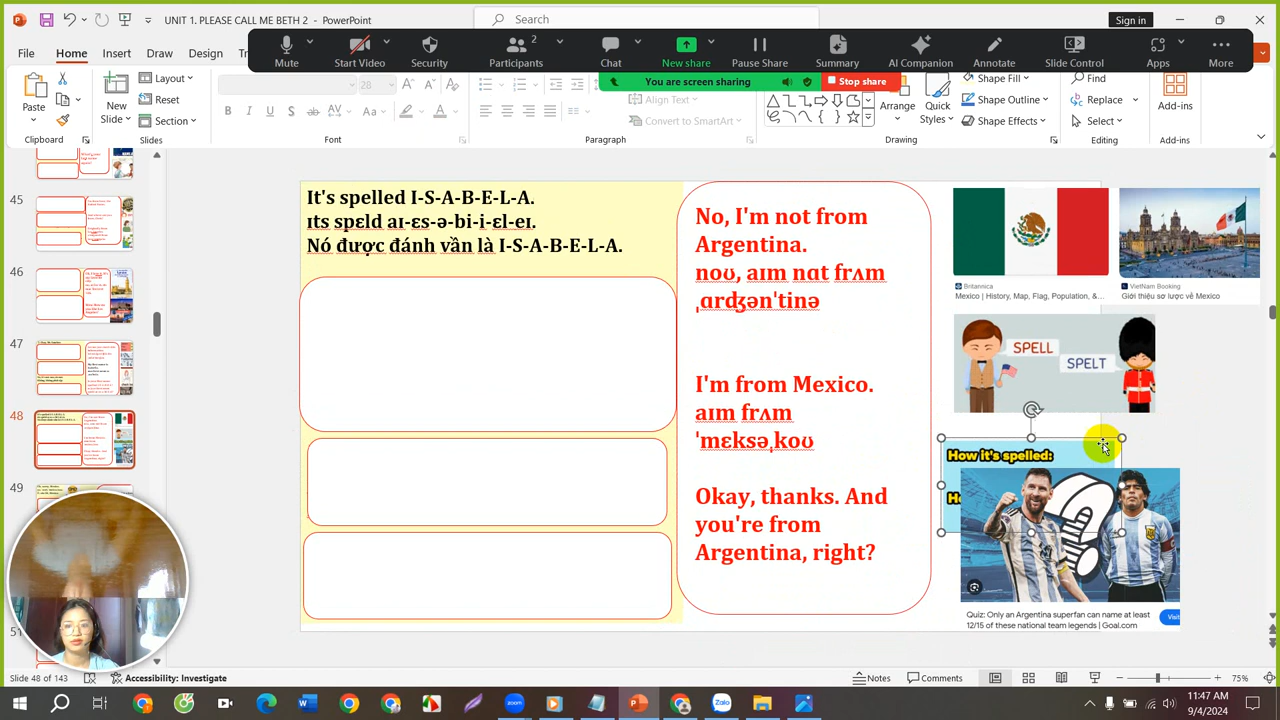 UNIT 1. PLEASE CALL ME BETH 2 - PowerPoint
Search
Sign in
File
Home
Insert
Draw
Design
Mute
Start Video
Security
Participants
2
Chat
New share
Pause Share
Summary
AI Companion
Annotate
Slide Control
Apps
More
You are screen sharing
Stop share
Paste
New Slide
Layout
Reset
Section
28
Align Text
Convert to SmartArt
Arrange
Quick Styles
Shape Fill
Shape Outline
Shape Effects
Find
Replace
Select
Add-ins
Clipboard
Slides
Font
Paragraph
Drawing
Editing
Add-ins
45
46
47
48
49
51
It's spelled I-S-A-B-E-L-A.
ɪts spɛld aɪ-ɛs-ə-bi-i-ɛl-eɪ.
Nó được đánh vần là I-S-A-B-E-L-A.
No, I'm not from
Argentina.
noʊ, aɪm nɑt frʌm
ˌɑrʤənˈtinə
I'm from Mexico.
aɪm frʌm
ˈmɛksəˌkoʊ
Okay, thanks. And
you're from
Argentina, right?
Britannica
Mexico | History, Map, Flag, Population, &...
VietNam Booking
Giới thiệu sơ lược về Mexico
SPELL
SPELT
How it's spelled:
Quiz: Only an Argentina superfan can name at least
12/15 of these national team legends | Goal.com
Slide 48 of 143
Accessibility: Investigate
Notes
Comments
75%
11:47 AM
9/4/2024